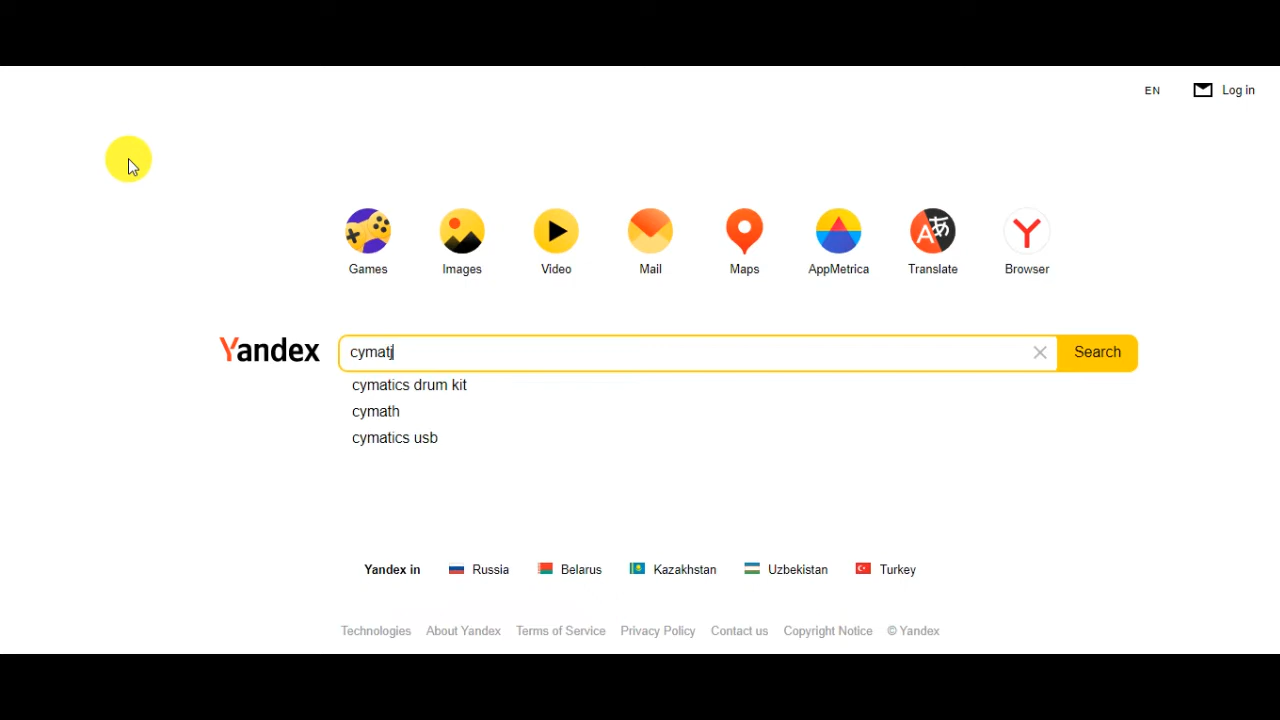 EN Log in
Games Images Video Mail Maps AppMetrica Translate Browser
Yandex cymati Search
cymatics drum kit
cymath
cymatics usb
Yandex in Russia Belarus Kazakhstan Uzbekistan Turkey
Technologies About Yandex Terms of Service Privacy Policy Contact us Copyright Notice © Yandex